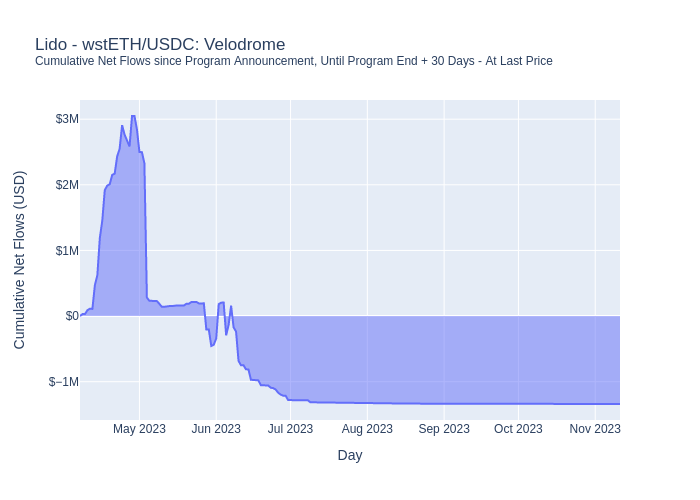 Lido - wstETH/USDC: Velodrome
Cumulative Net Flows since Program Announcement, Until Program End + 30 Days - At Last Price
Cumulative Net Flows (USD)
$3M
$2M
$1M
$0
$−1M
May 2023
Jun 2023
Jul 2023
Aug 2023
Sep 2023
Oct 2023
Nov 2023
Day